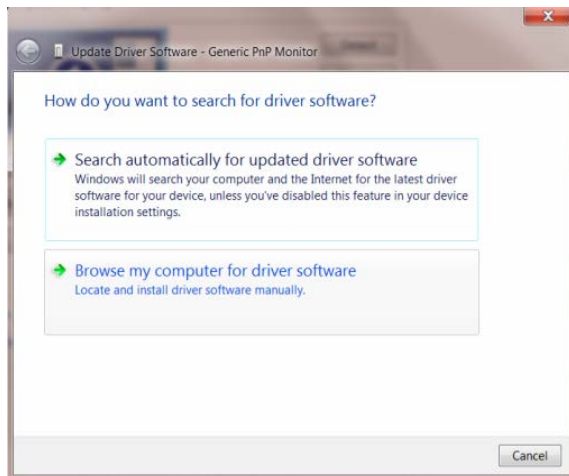 Update Driver Software - Generic PnP Monitor
How do you want to search for driver software?
Search automatically for updated driver software
Windows will search your computer and the Internet for the latest driver
software for your device, unless you've disabled this feature in your device
installation settings.
Browse my computer for driver software
Locate and install driver software manually.
Cancel